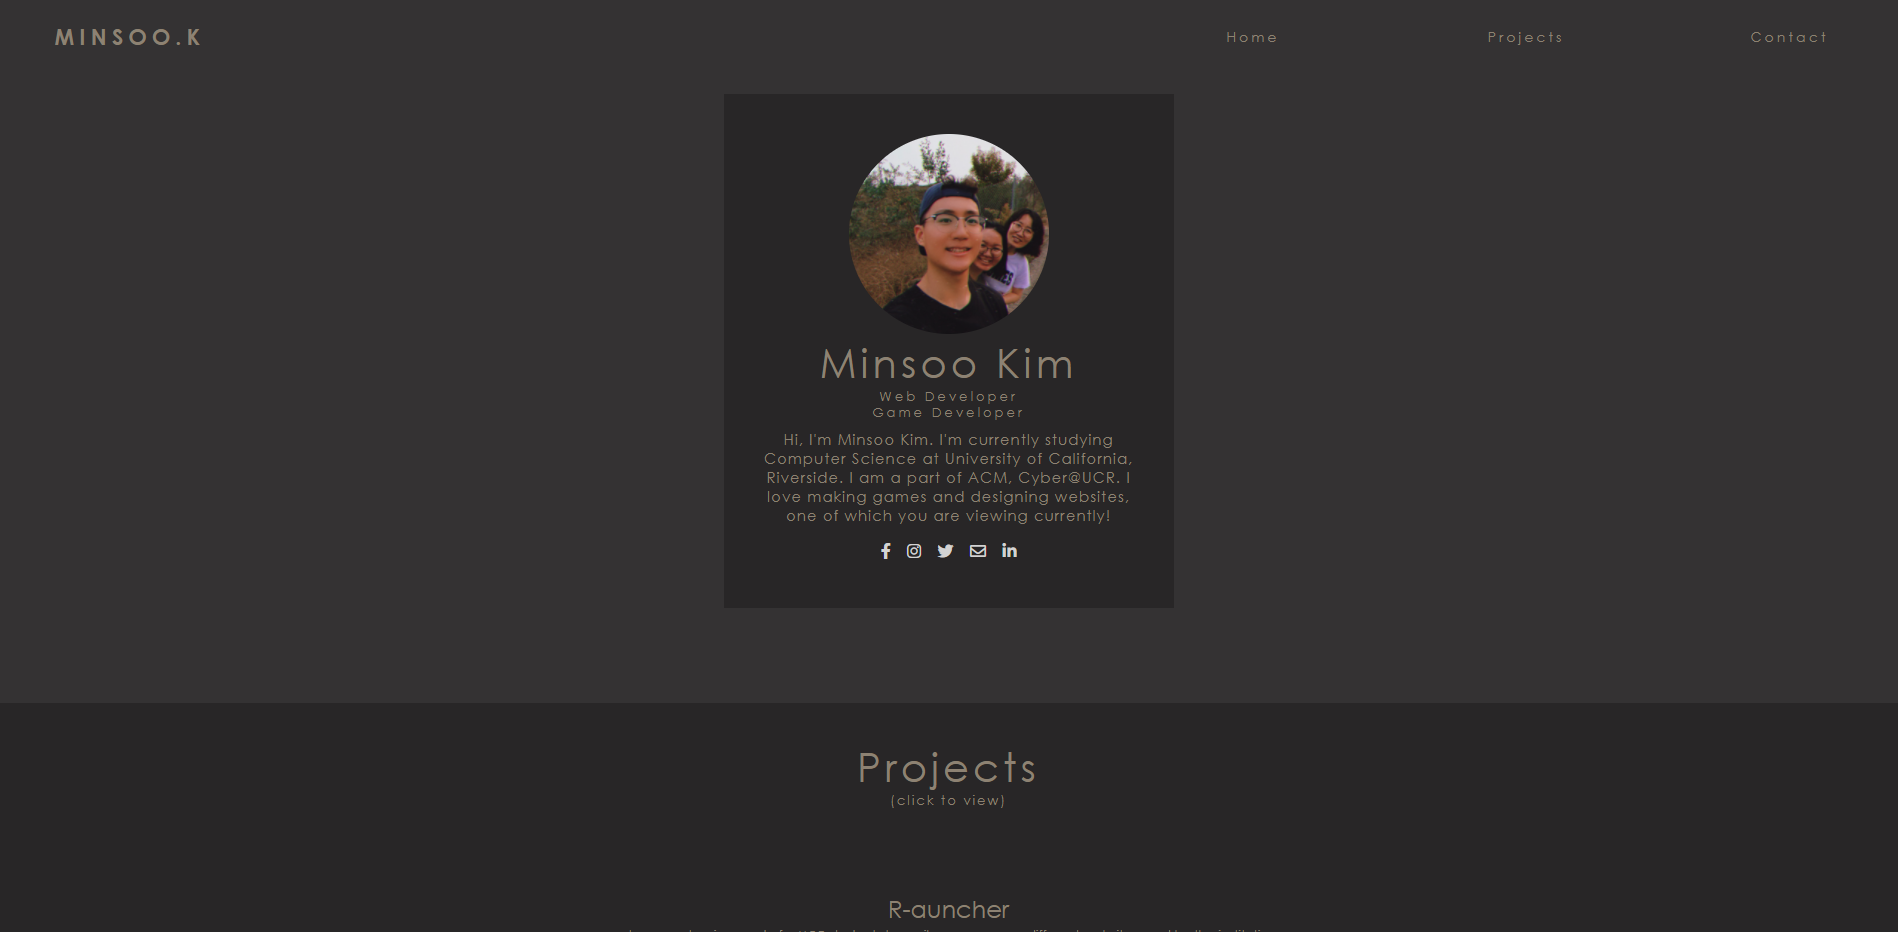 MINSOO.K
Home
Projects
Contact
Minsoo Kim
Web Developer
Game Developer
Hi, I'm Minsoo Kim. I'm currently studying
Computer Science at University of California,
Riverside. I am a part of ACM, Cyber@UCR. I
love making games and designing websites,
one of which you are viewing currently!
Projects
(click to view)
R-auncher